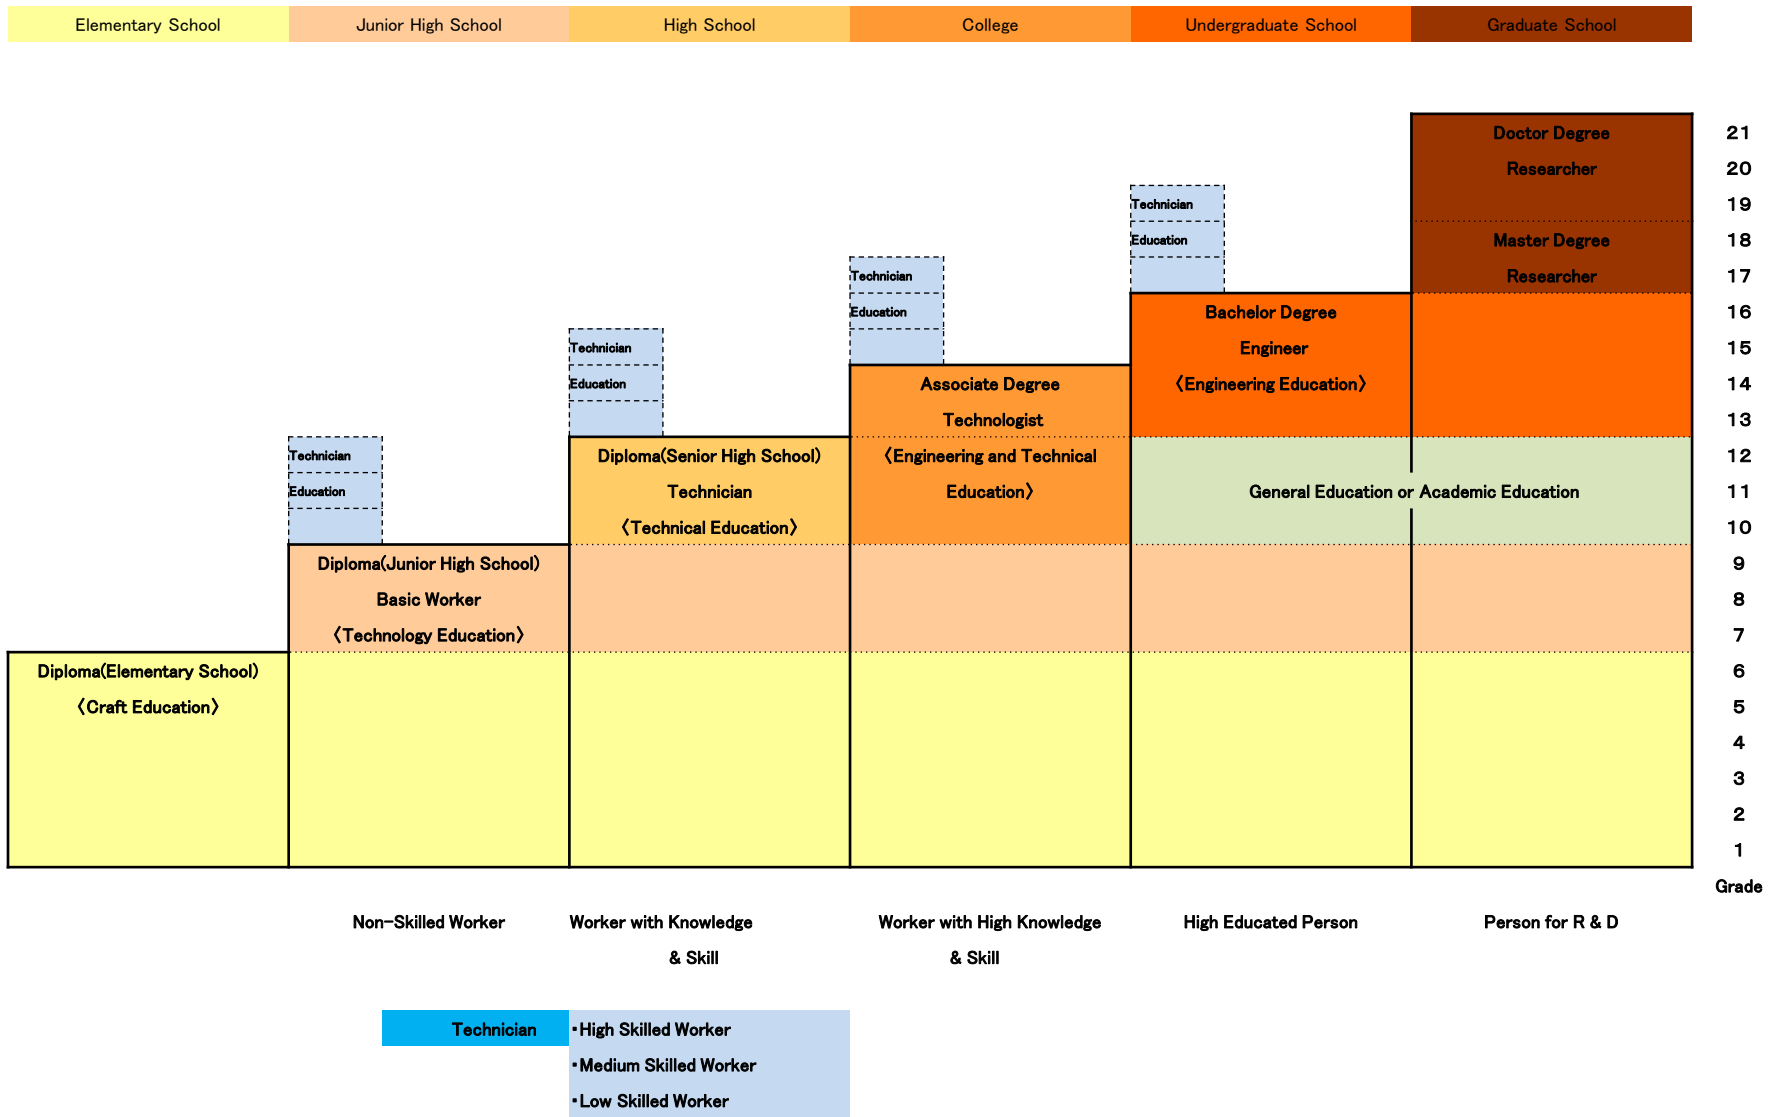 Elementary School
Junior High School
High School
College
Undergraduate School
Graduate School
Doctor Degree
21
Researcher
20
Technician
19
Education
Master Degree
18
Technician
Researcher
17
Education
Bachelor Degree
16
Technician
Engineer
15
Education
Associate Degree
〈Engineering Education〉
14
Technologist
13
Technician
Diploma(Senior High School)
〈Engineering and Technical
12
Education
Technician
Education〉
General Education or Academic Education
11
〈Technical Education〉
10
Diploma(Junior High School)
9
Basic Worker
8
〈Technology Education〉
7
Diploma(Elementary School)
6
〈Craft Education〉
5
4
3
2
1
Grade
Non-Skilled Worker
Worker with Knowledge
& Skill
Worker with High Knowledge
& Skill
High Educated Person
Person for R & D
Technician
・High Skilled Worker
・Medium Skilled Worker
・Low Skilled Worker